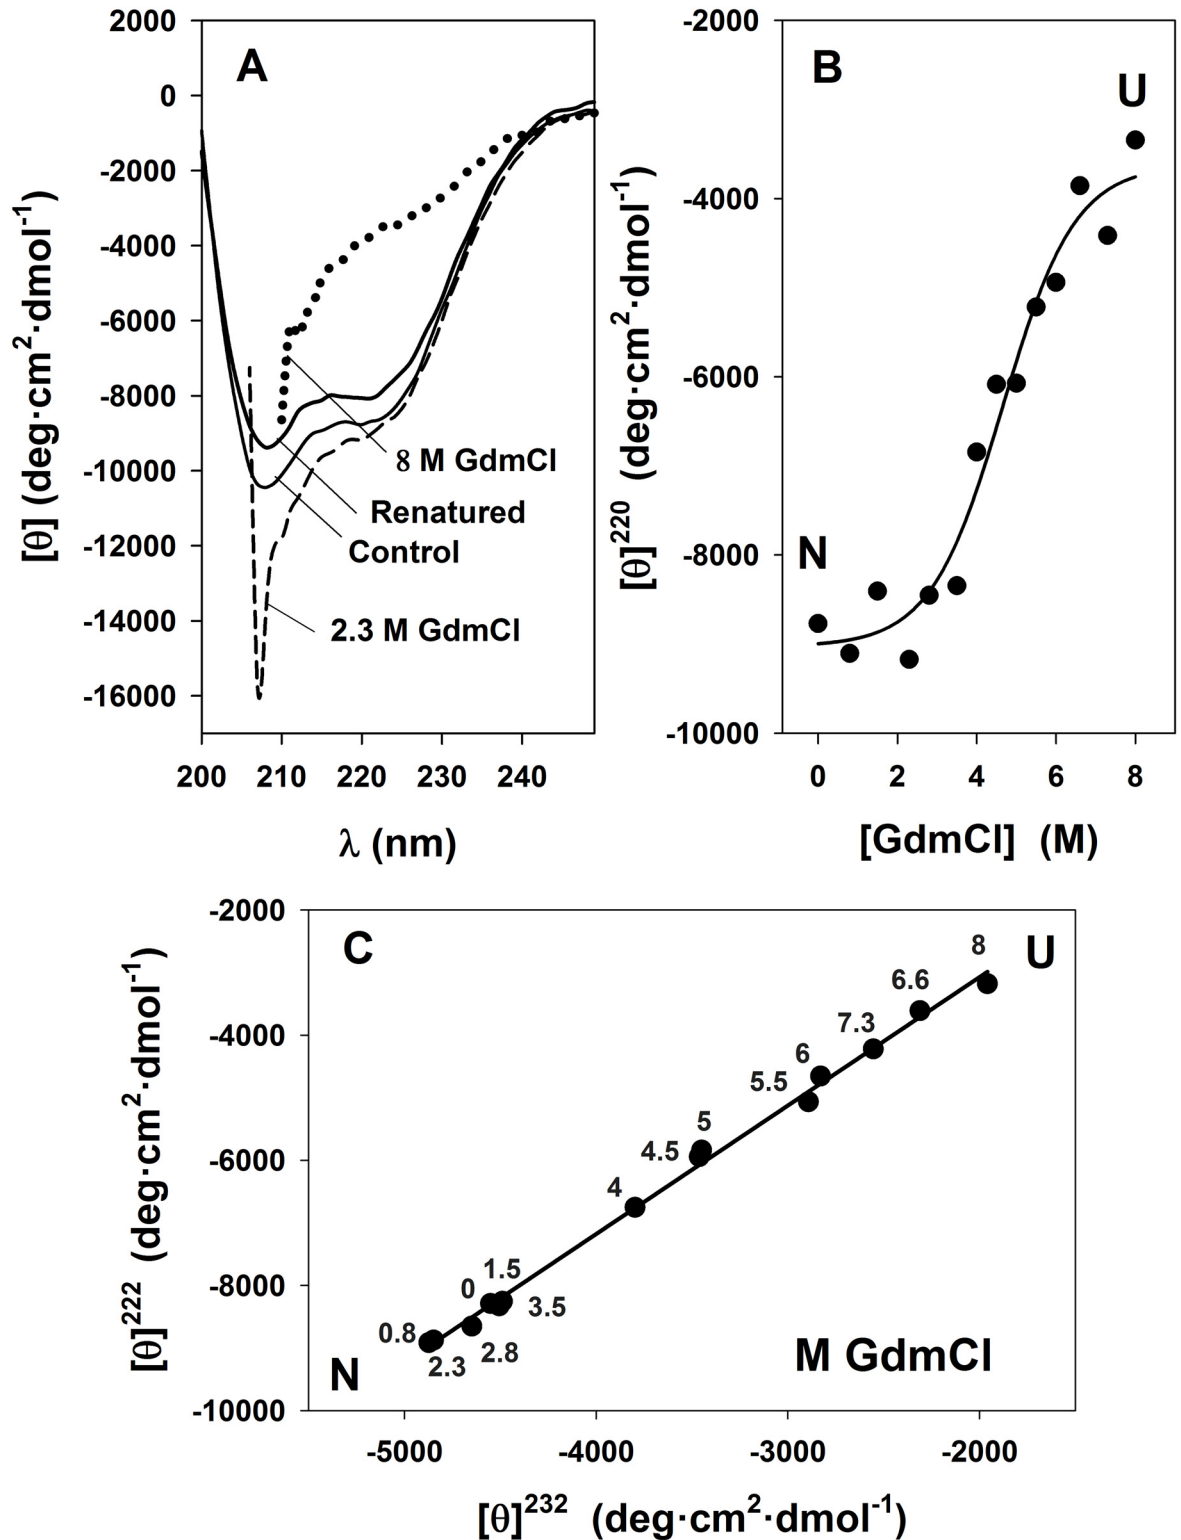 A
2000
0
-2000
-4000
-6000
-8000
-10000
-12000
-14000
-16000
[θ] (deg·cm²·dmol⁻¹)
8 M GdmCl
Renatured
Control
2.3 M GdmCl
200 210 220 230 240
λ (nm)
B
U
N
-2000
-4000
-6000
-8000
-10000
[θ]²²⁰ (deg·cm²·dmol⁻¹)
0 2 4 6 8
[GdmCl] (M)
C
U
-2000
-4000
-6000
-8000
-10000
[θ]²²² (deg·cm²·dmol⁻¹)
8
6.6
7.3
6
5.5
5
4.5
4
1.5
0
3.5
0.8
2.8
2.3
N
M GdmCl
-5000 -4000 -3000 -2000
[θ]²³² (deg·cm²·dmol⁻¹)